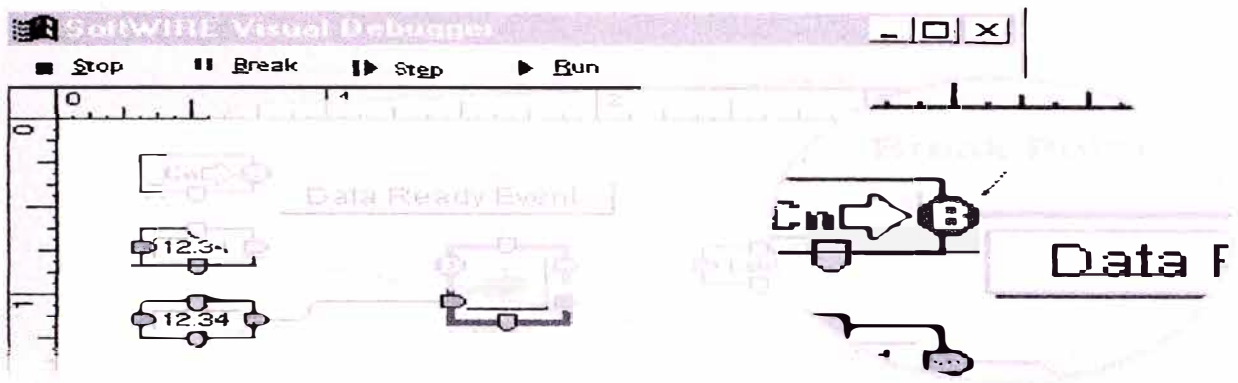 SoftWIRE Visual Debugger
Stop Break Step Run
0 1 2
0
Data Ready Event
12.34
12.34
1
Cn
B
Data